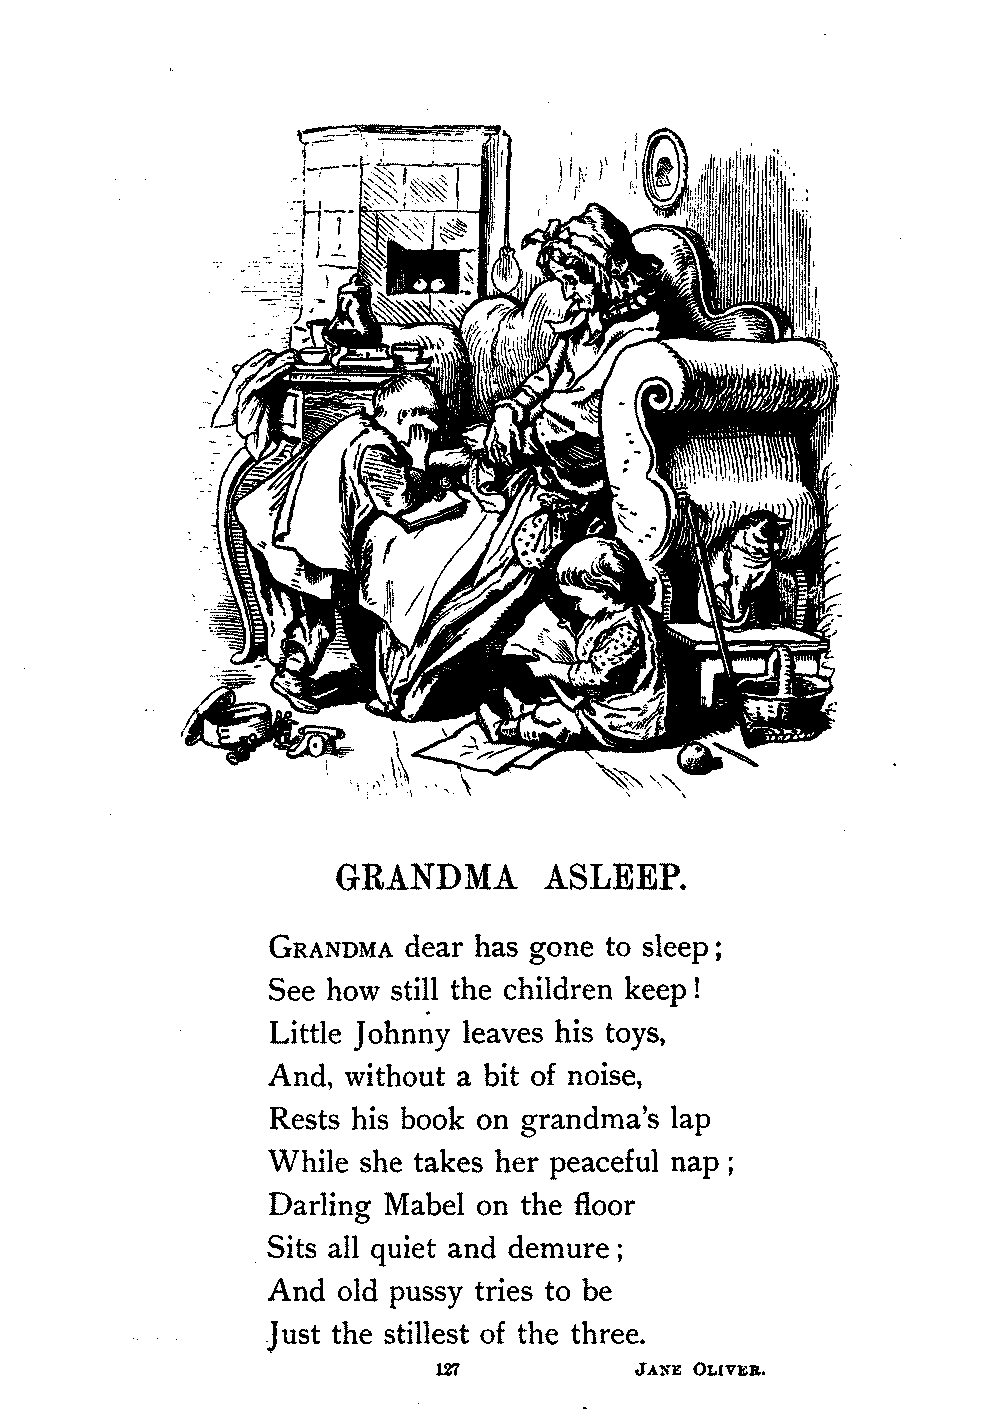 GRANDMA ASLEEP.
GRANDMA dear has gone to sleep;
See how still the children keep!
Little Johnny leaves his toys,
And, without a bit of noise,
Rests his book on grandma's lap
While she takes her peaceful nap;
Darling Mabel on the floor
Sits all quiet and demure;
And old pussy tries to be
Just the stillest of the three.
127 JANE OLIVER.